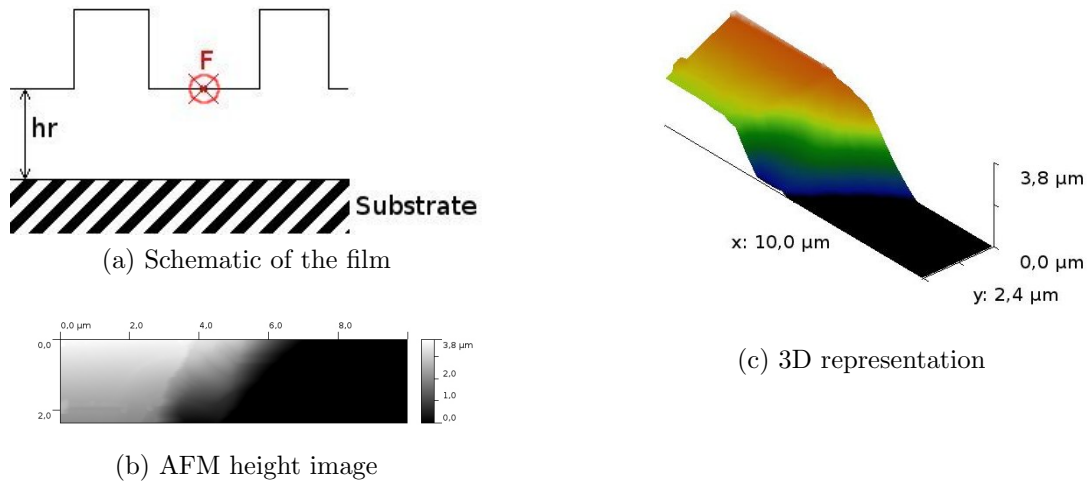 F
hr
Substrate
(a) Schematic of the film
0,0 µm 2,0 4,0 6,0 8,0
0,0
2,0
3,8 µm
2,0
1,0
0,0
(b) AFM height image
3,8 µm
x: 10,0 µm
0,0 µm
y: 2,4 µm
(c) 3D representation